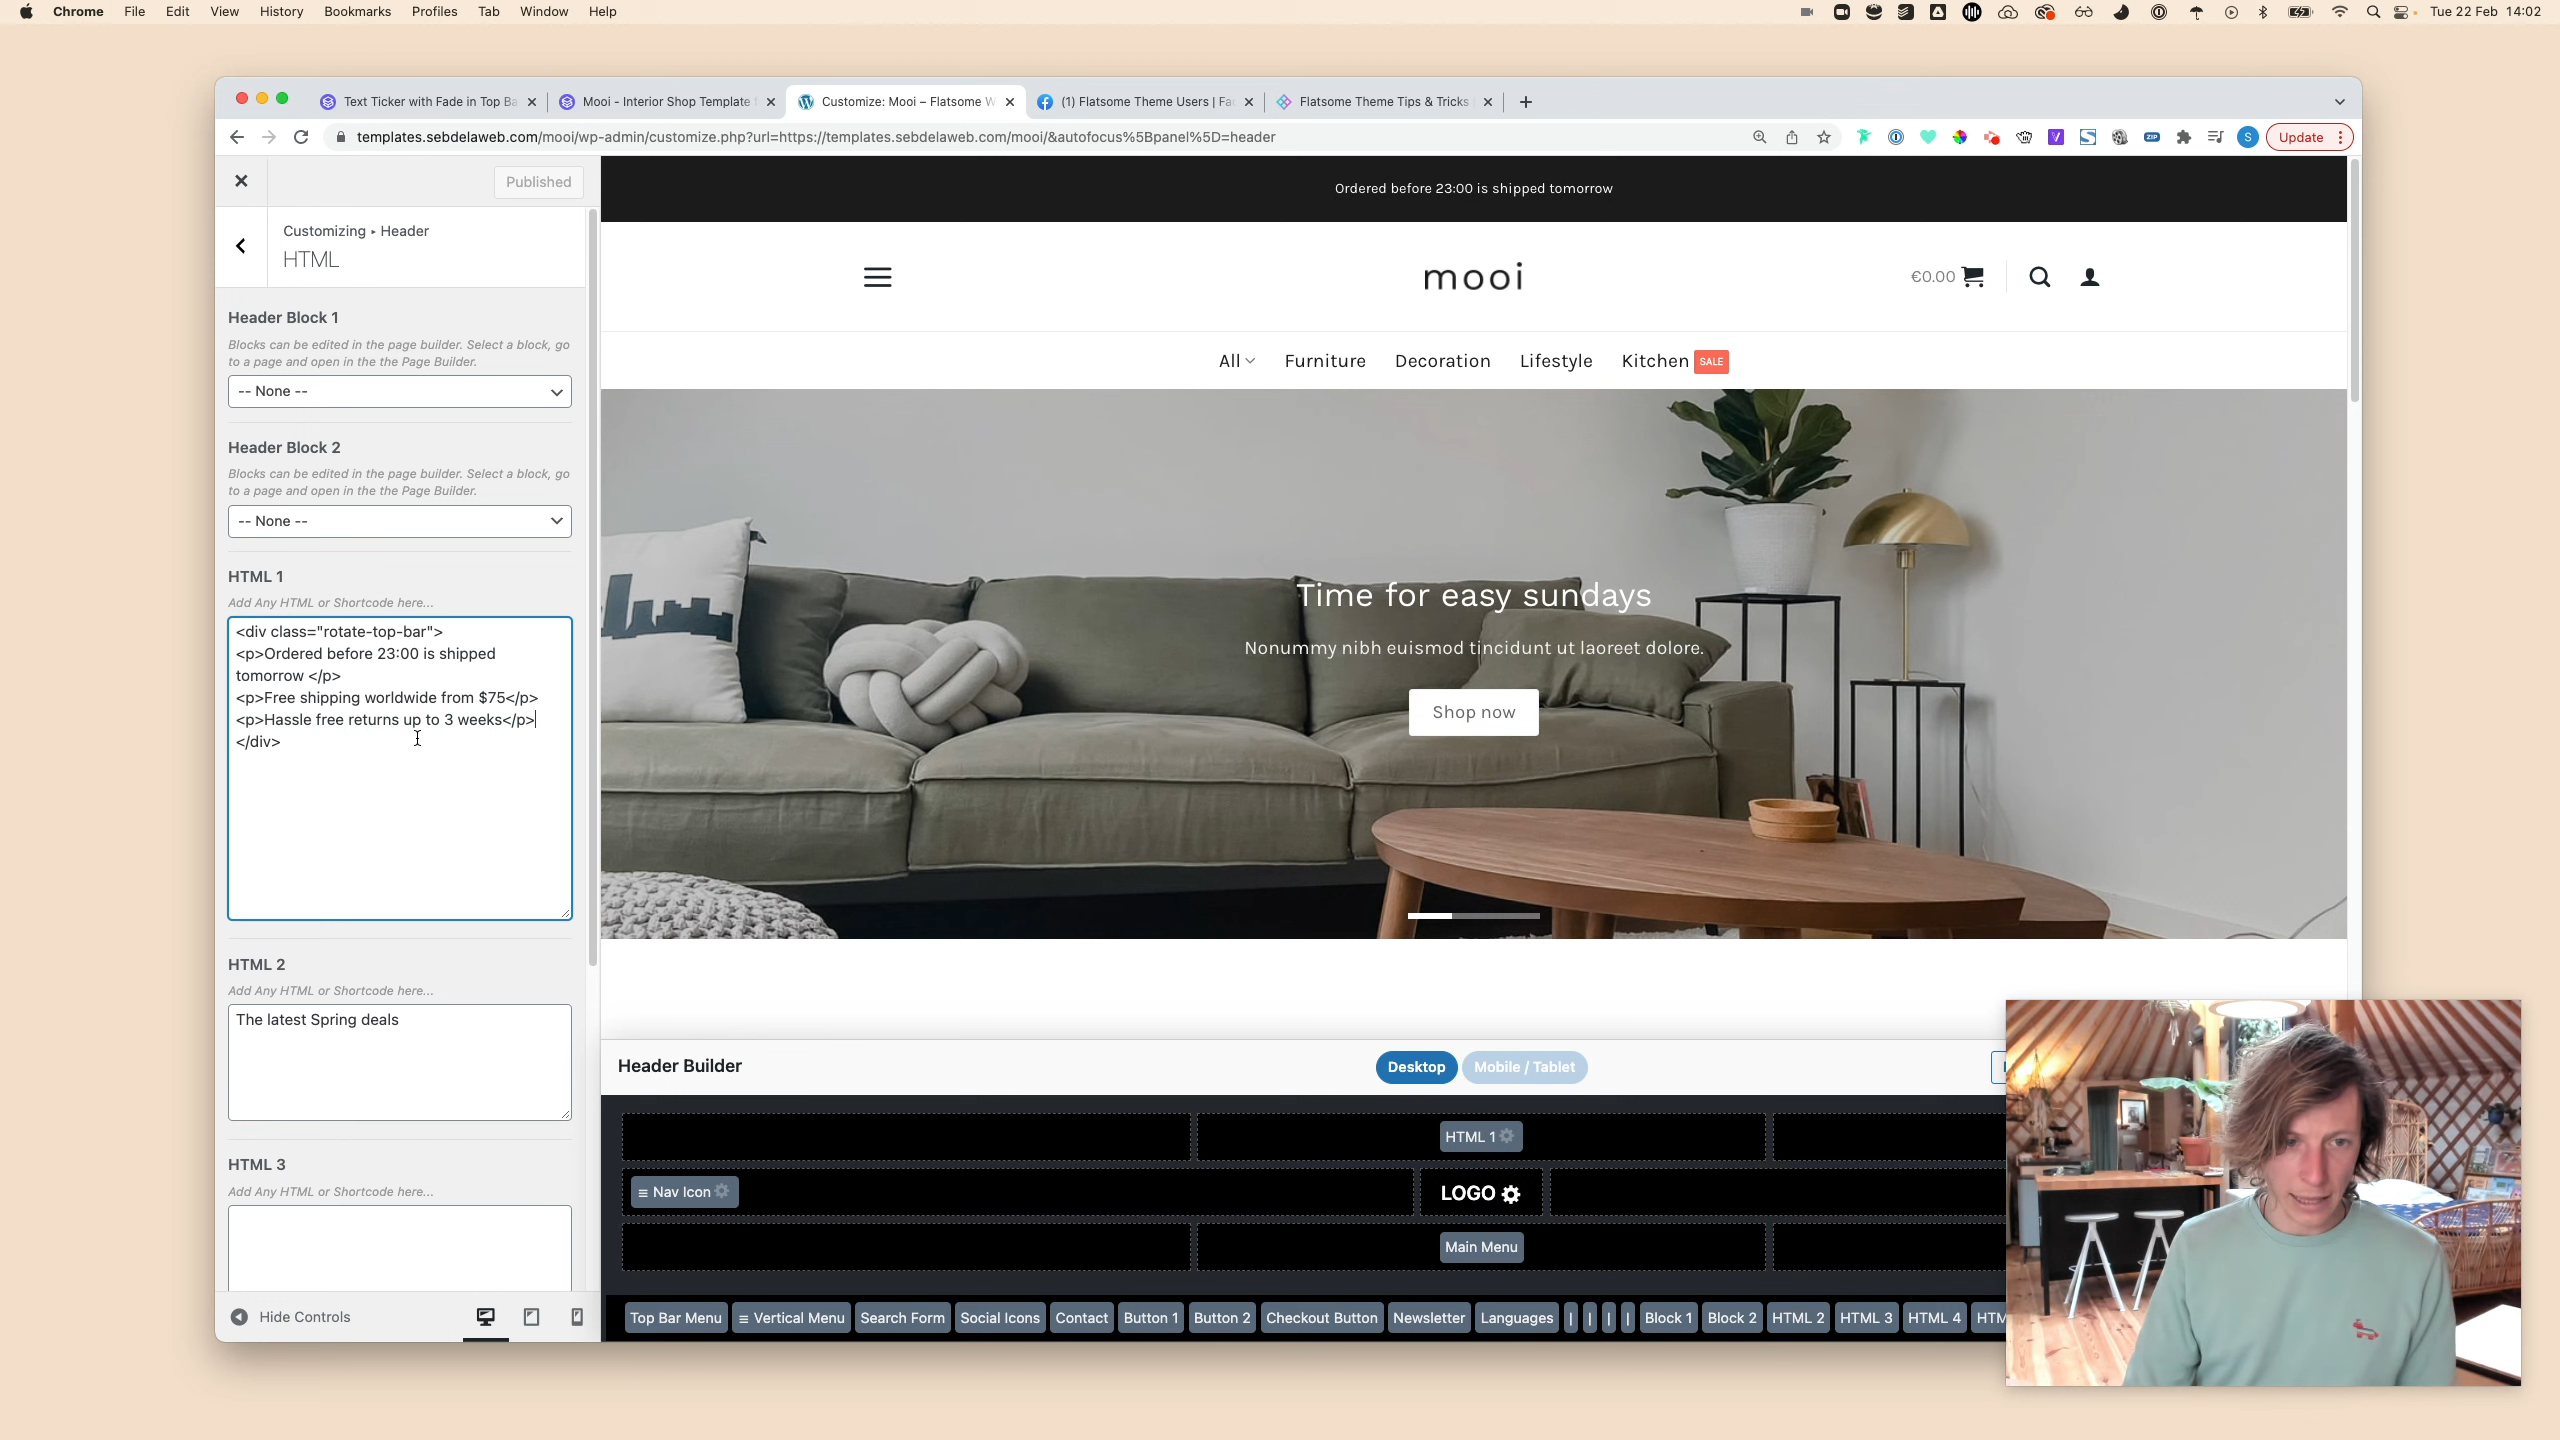 Chrome File Edit View History Bookmarks Profiles Tab Window Help
Tue 22 Feb 14:02
Text Ticker with Fade in Top Ba
Mooi - Interior Shop Template
Customize: Mooi – Flatsome W
(1) Flatsome Theme Users | Fac
Flatsome Theme Tips & Tricks
templates.sebdelaweb.com/mooi/wp-admin/customize.php?url=https://templates.sebdelaweb.com/mooi/&autofocus%5Bpanel%5D=header
ZIP
S
Update
Published
Customizing ▸ Header
HTML
Header Block 1
Blocks can be edited in the page builder. Select a block, go
to a page and open in the the Page Builder.
-- None --
Header Block 2
Blocks can be edited in the page builder. Select a block, go
to a page and open in the the Page Builder.
-- None --
HTML 1
Add Any HTML or Shortcode here...
<div class="rotate-top-bar">
<p>Ordered before 23:00 is shipped
tomorrow </p>
<p>Free shipping worldwide from $75</p>
<p>Hassle free returns up to 3 weeks</p>
</div>
HTML 2
Add Any HTML or Shortcode here...
The latest Spring deals
HTML 3
Add Any HTML or Shortcode here...
Hide Controls
Ordered before 23:00 is shipped tomorrow
mooi
€0.00
All Furniture Decoration Lifestyle Kitchen SALE
Time for easy sundays
Nonummy nibh euismod tincidunt ut laoreet dolore.
Shop now
Header Builder
Desktop
Mobile / Tablet
HTML 1
Nav Icon
LOGO
Main Menu
Top Bar Menu Vertical Menu Search Form Social Icons Contact Button 1 Button 2 Checkout Button Newsletter Languages | | | | Block 1 Block 2 HTML 2 HTML 3 HTML 4